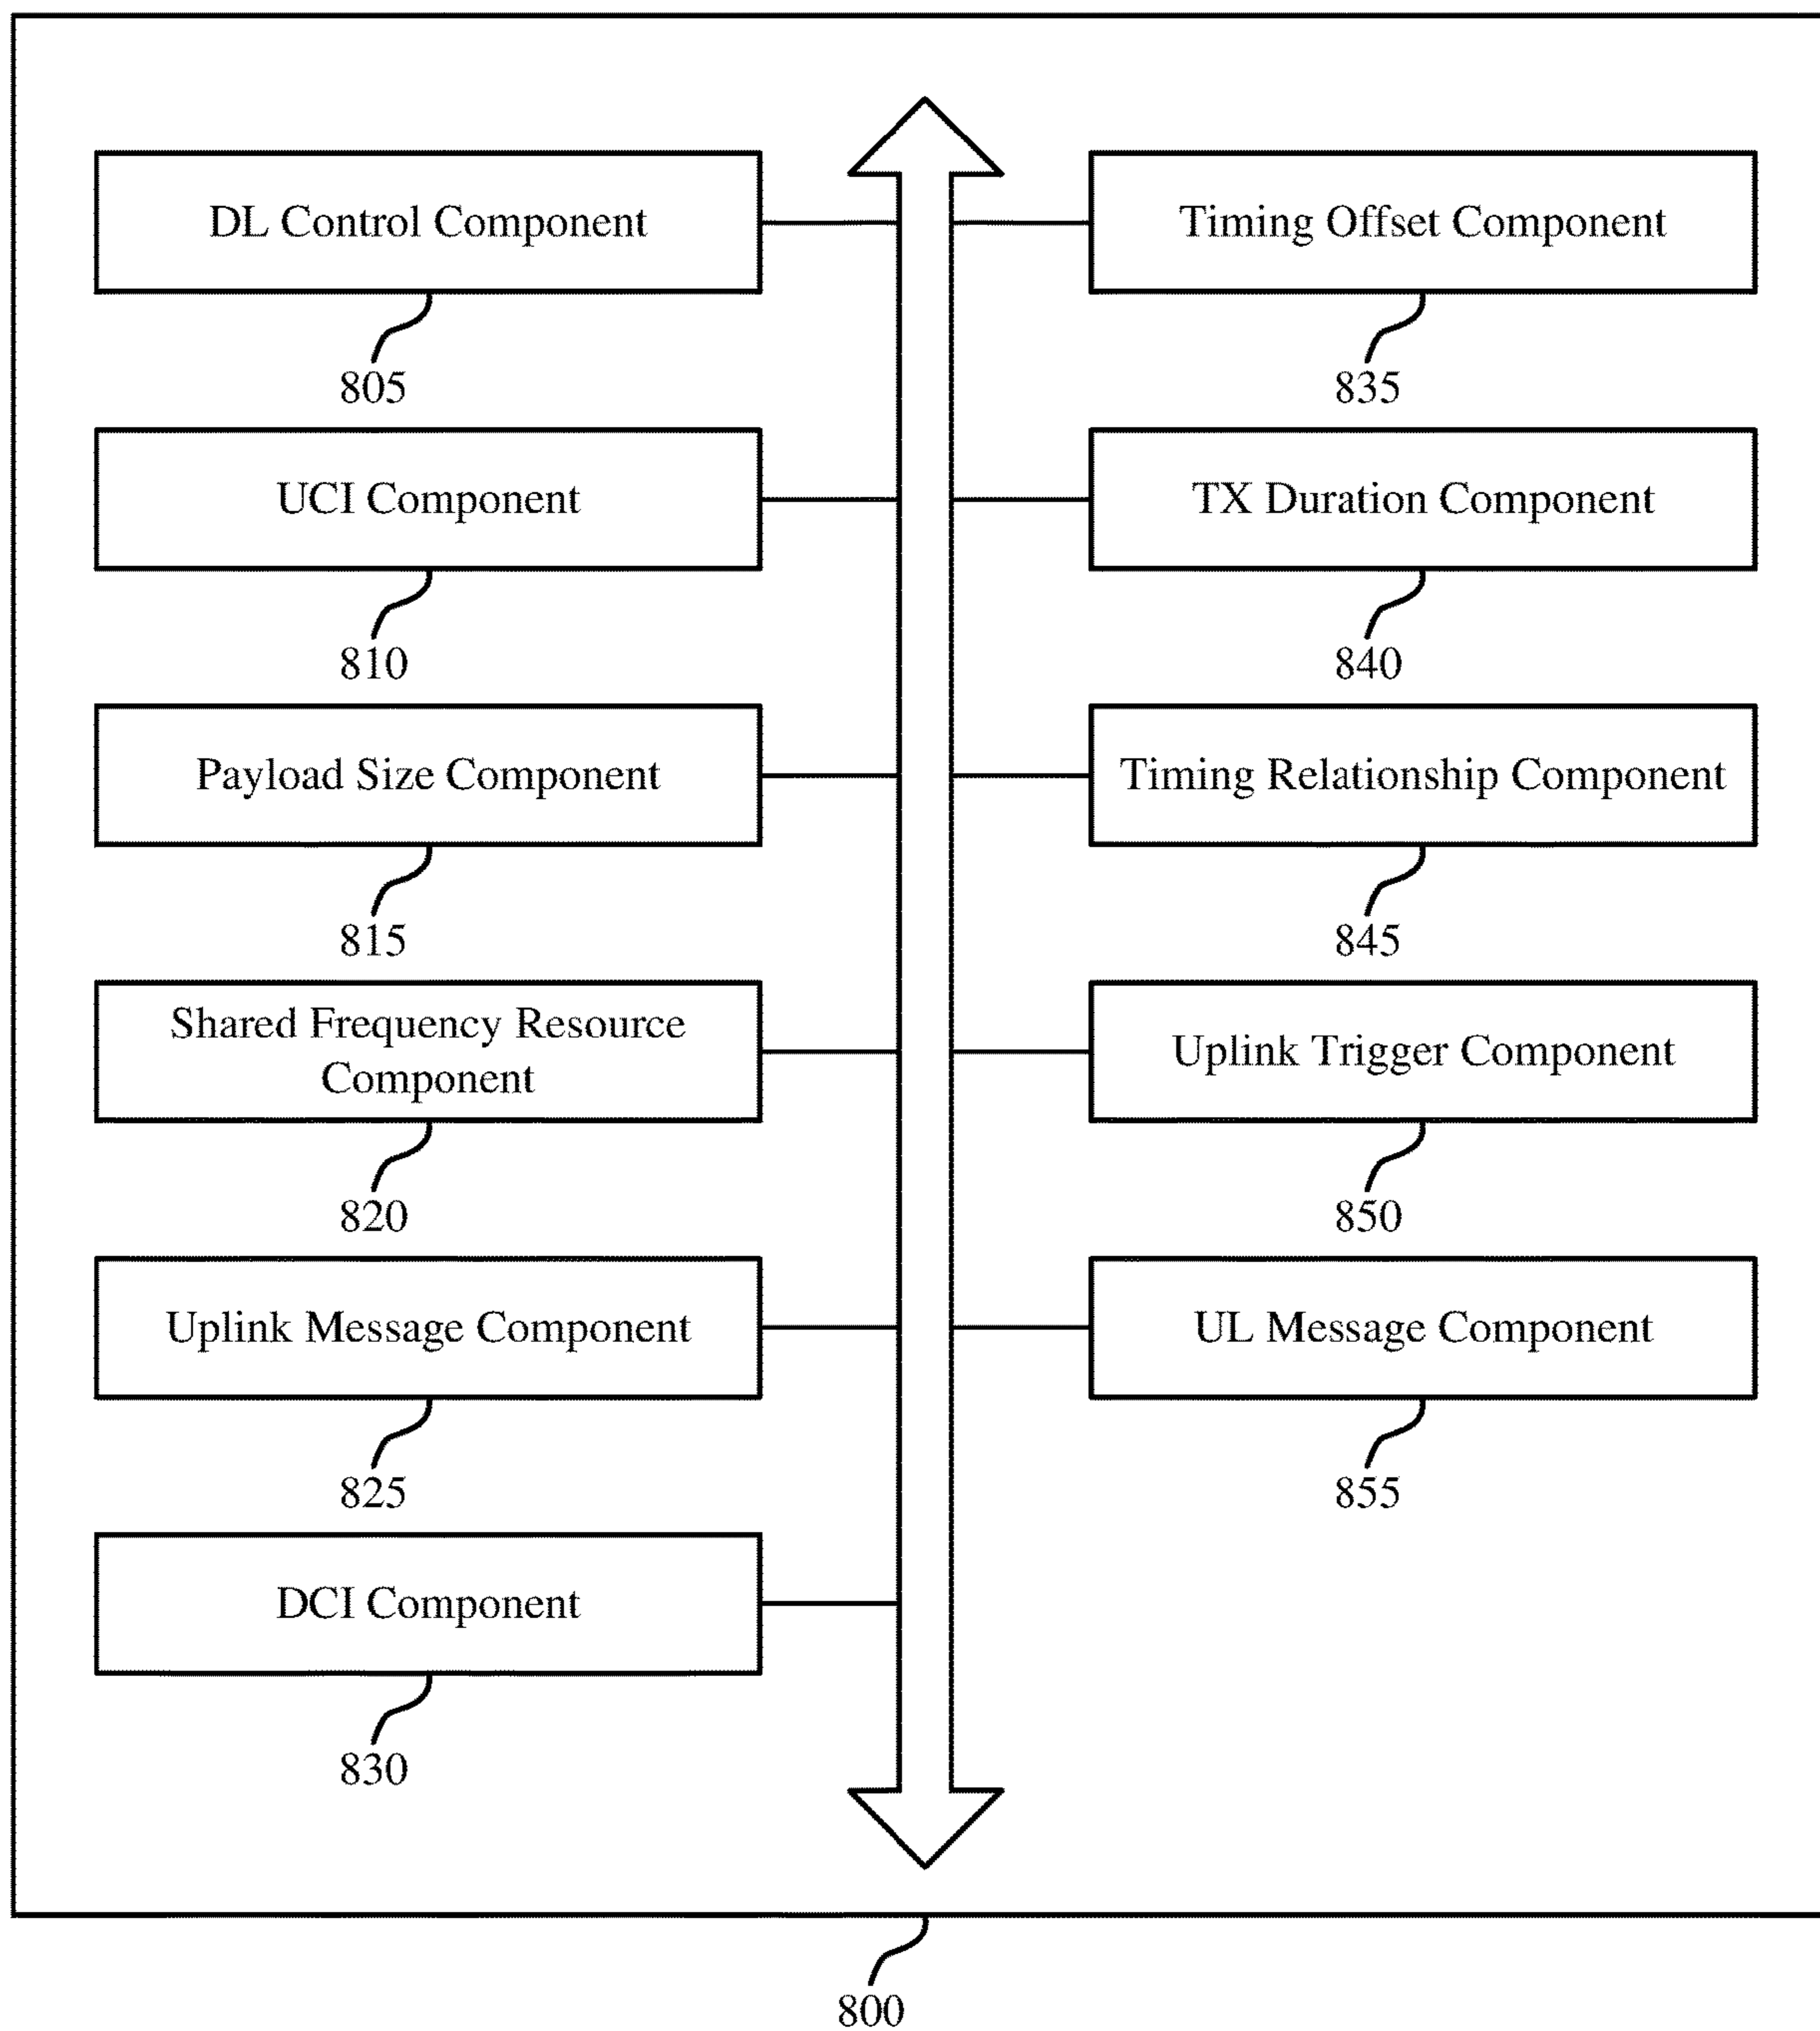 DL Control Component
805
UCI Component
810
Payload Size Component
815
Shared Frequency Resource
Component
820
Uplink Message Component
825
DCI Component
830
Timing Offset Component
835
TX Duration Component
840
Timing Relationship Component
845
Uplink Trigger Component
850
UL Message Component
855
800